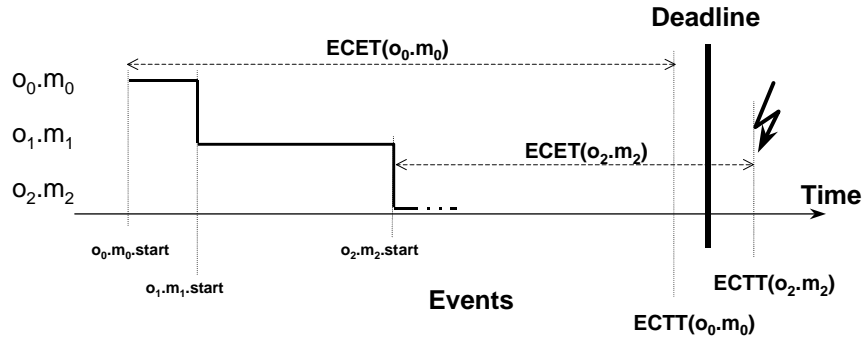 Deadline
ECET(o₀.m₀)
o₀.m₀
o₁.m₁
ECET(o₂.m₂)
o₂.m₂
Time
o₀.m₀.start
o₂.m₂.start
o₁.m₁.start
ECTT(o₂.m₂)
Events
ECTT(o₀.m₀)